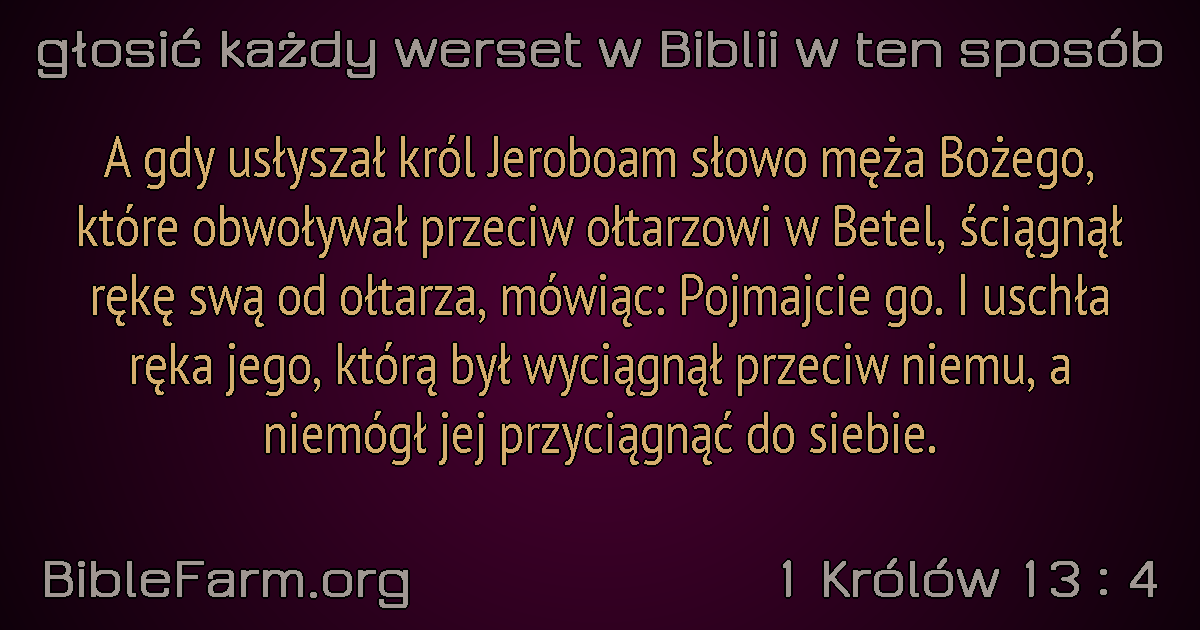 głosić każdy werset w Biblii w ten sposób
A gdy usłyszał król Jeroboam słowo męża Bożego,
które obwoływał przeciw ołtarzowi w Betel, ściągnął
rękę swą od ołtarza, mówiąc: Pojmajcie go. I uschła
ręka jego, którą był wyciągnął przeciw niemu, a
niemógł jej przyciągnąć do siebie.
BibleFarm.org
1 Królów 13 : 4